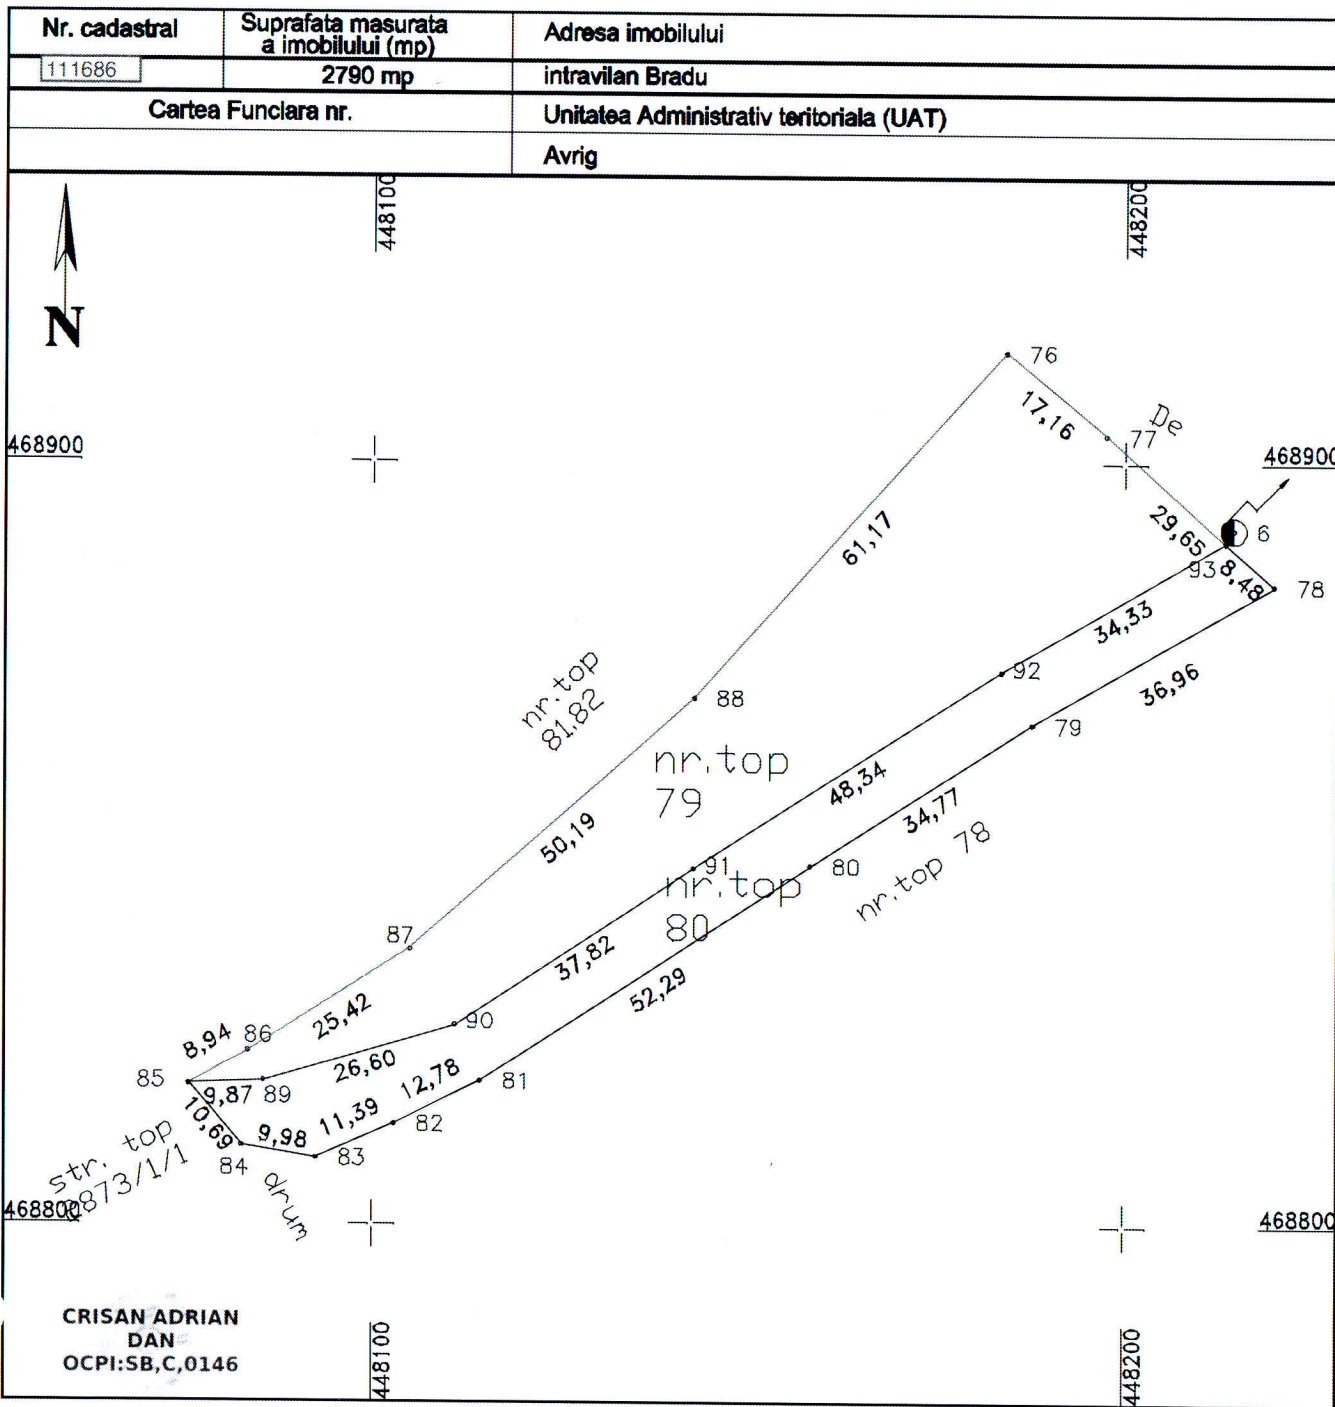 Nr. cadastral
Suprafata masurata
a imobilului (mp)
Adresa imobilului
111686
2790 mp
intravilan Bradu
Cartea Funciara nr.
Unitatea Administrativ teritoriala (UAT)
Avrig
448100
448200
N
76
17,16
De
77
468900
468900
29,65
6
61,17
93
8,48
78
34,33
92
36,96
nr.top
81,82
88
79
nr.top
79
48,34
34,77
50,19
91
80
nr.top 78
nr.top
80
87
37,82
52,29
25,42
90
8,94
86
26,60
85
9,87
89
12,78
81
10,69
11,39
82
9,98
84
83
str. top
873/1/1
drum
468800
468800
CRISAN ADRIAN
DAN
OCPI:SB,C,0146
448100
448200